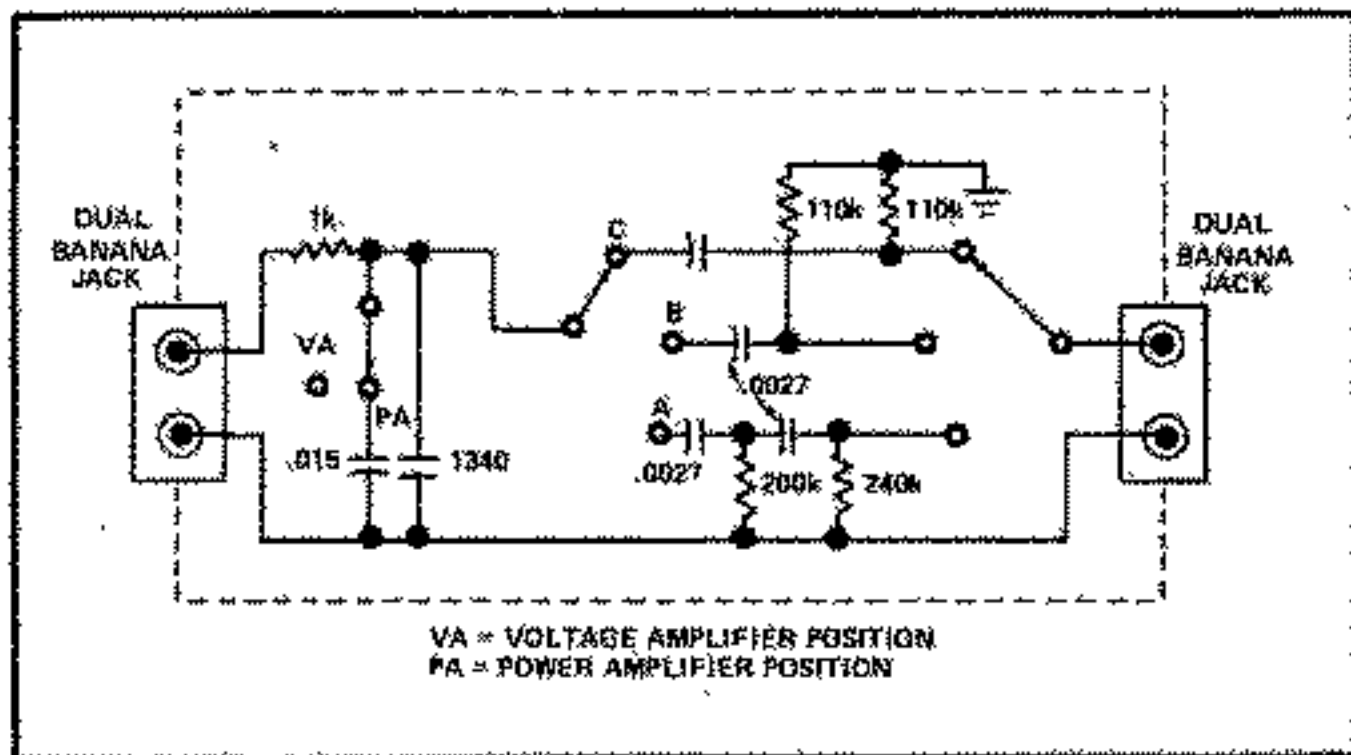 DUAL
BANANA
JACK
1k
VA
PA
.015
1340
C
B
A
.0027
.0027
110k
110k
200k
240k
DUAL
BANANA
JACK
VA = VOLTAGE AMPLIFIER POSITION
PA = POWER AMPLIFIER POSITION